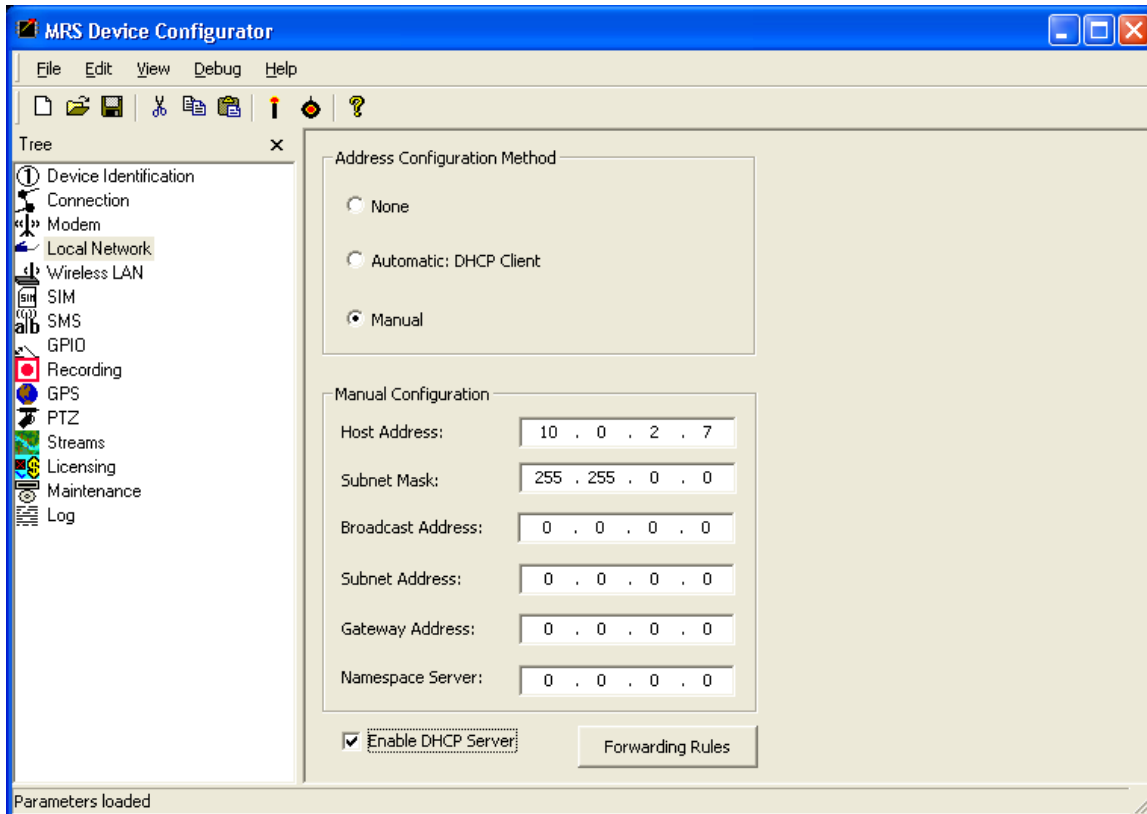 MRS Device Configurator
File Edit View Debug Help
Tree
Device Identification
Connection
Modem
Local Network
Wireless LAN
SIM
SMS
GPIO
Recording
GPS
PTZ
Streams
Licensing
Maintenance
Log
Address Configuration Method
None
Automatic: DHCP Client
Manual
Manual Configuration
Host Address: 10 . 0 . 2 . 7
Subnet Mask: 255 . 255 . 0 . 0
Broadcast Address: 0 . 0 . 0 . 0
Subnet Address: 0 . 0 . 0 . 0
Gateway Address: 0 . 0 . 0 . 0
Namespace Server: 0 . 0 . 0 . 0
Enable DHCP Server
Forwarding Rules
Parameters loaded